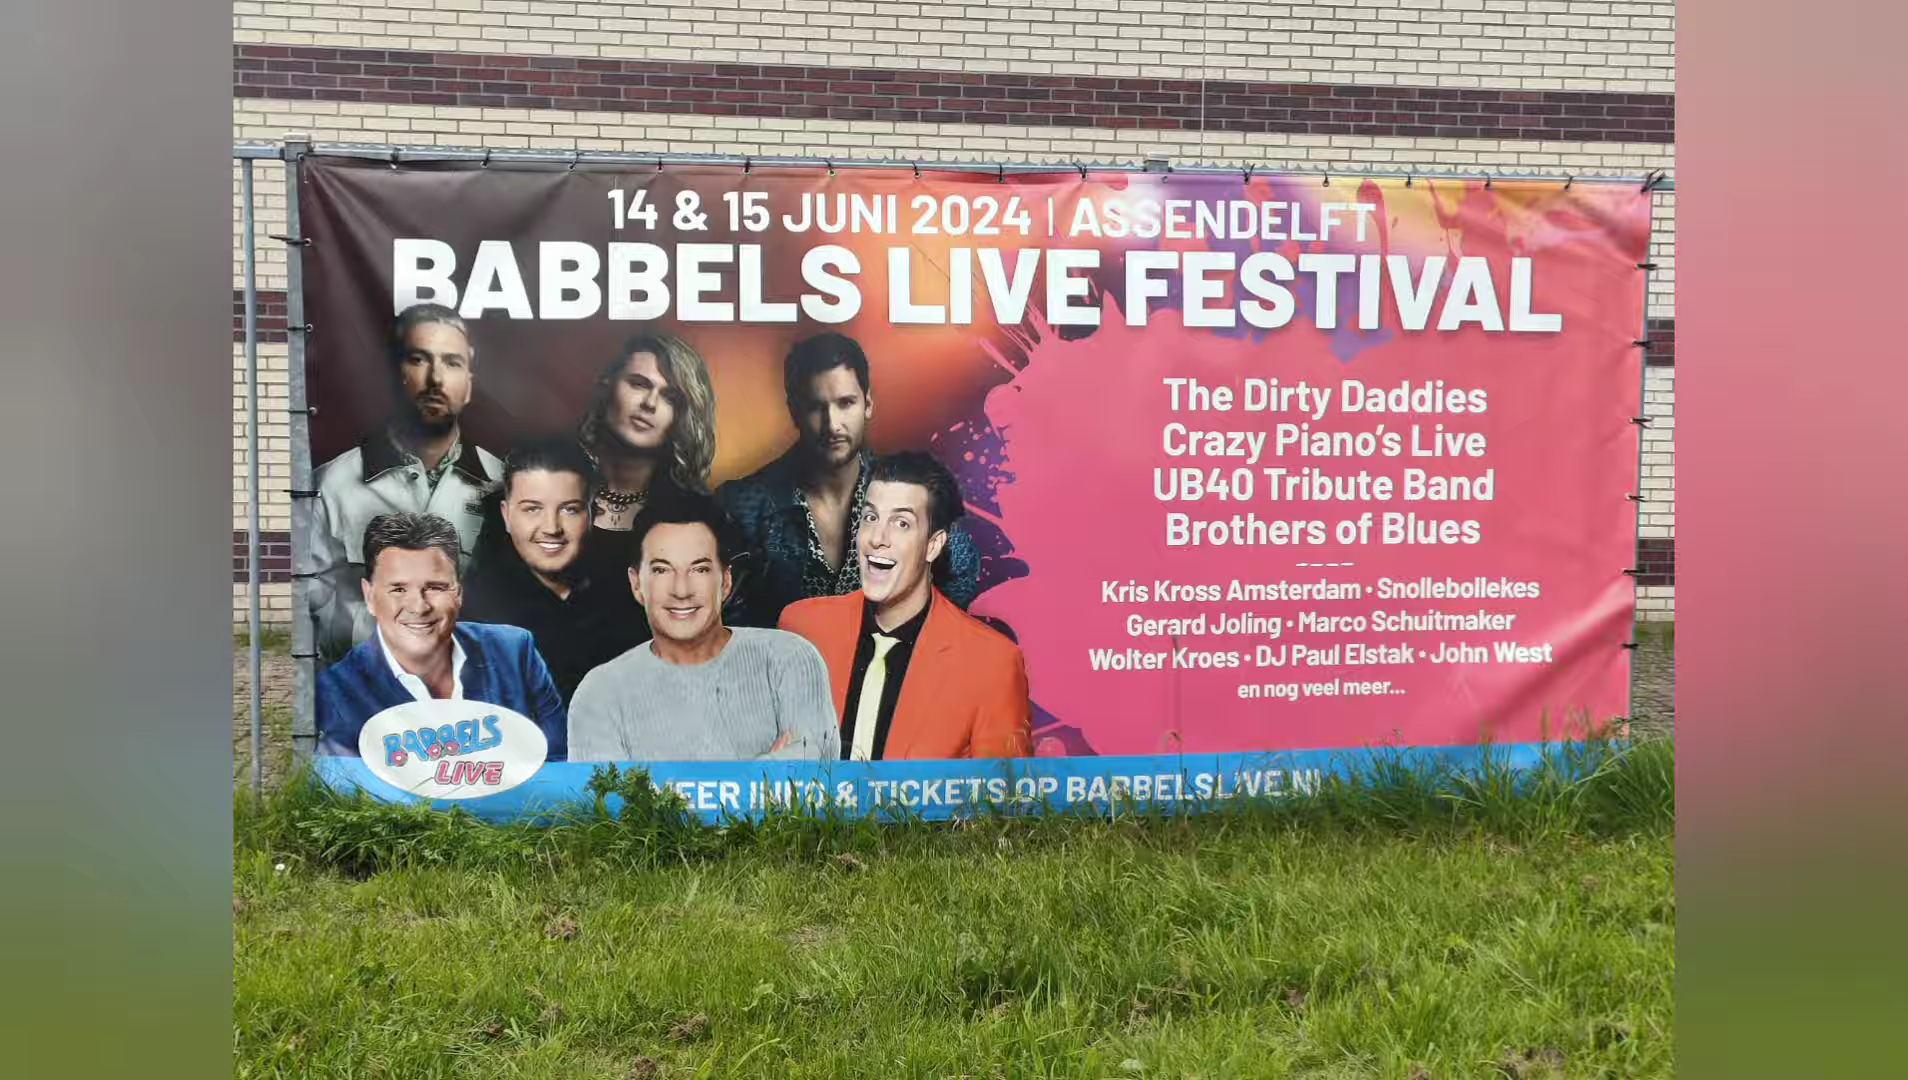 14 & 15 JUNI 2024 | ASSENDELFT
BABBELS LIVE FESTIVAL
The Dirty Daddies
Crazy Piano's Live
UB40 Tribute Band
Brothers of Blues
----
Kris Kross Amsterdam • Snollebollekes
Gerard Joling • Marco Schuitmaker
Wolter Kroes • DJ Paul Elstak • John West
en nog veel meer...
BABBELS
LIVE
MEER INFO & TICKETS OP BABBELSLIVE.NL